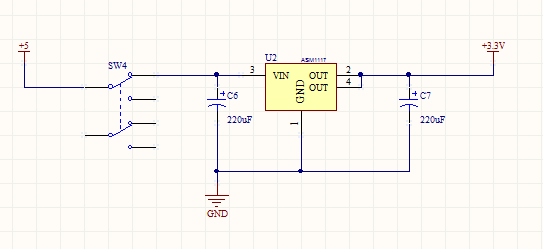 +5
+3.3V
SW4
U2
ASM1117
3
VIN
OUT
2
OUT
4
GND
1
+
C6
220uF
+
C7
220uF
GND